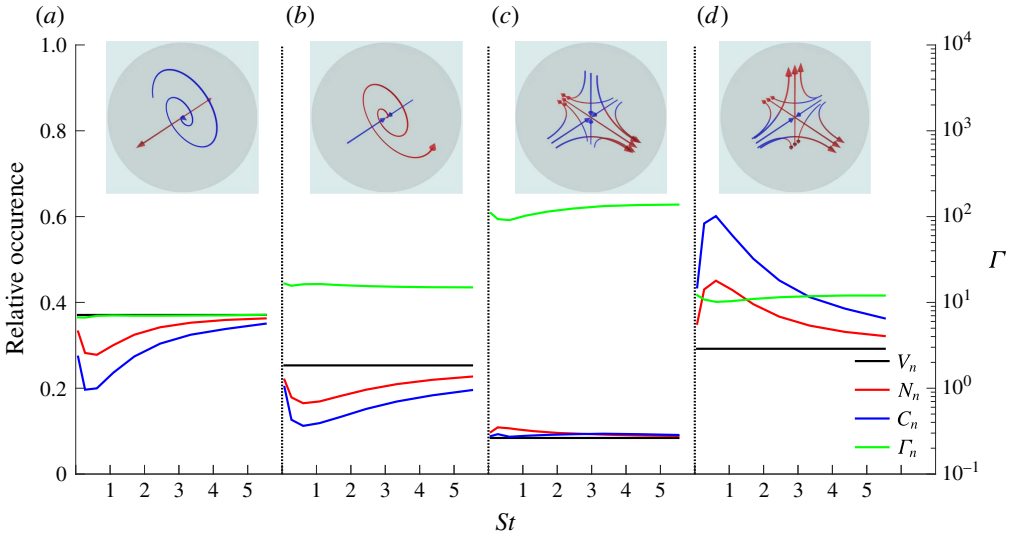 (a) (b) (c) (d)
1.0
0.8
0.6
0.4
0.2
0
Relative occurence
10^4
10^3
10^2
10^1
10^0
10^-1
Γ
V_n
N_n
C_n
Γ_n
1 2 3 4 5 1 2 3 4 5 1 2 3 4 5 1 2 3 4 5
St